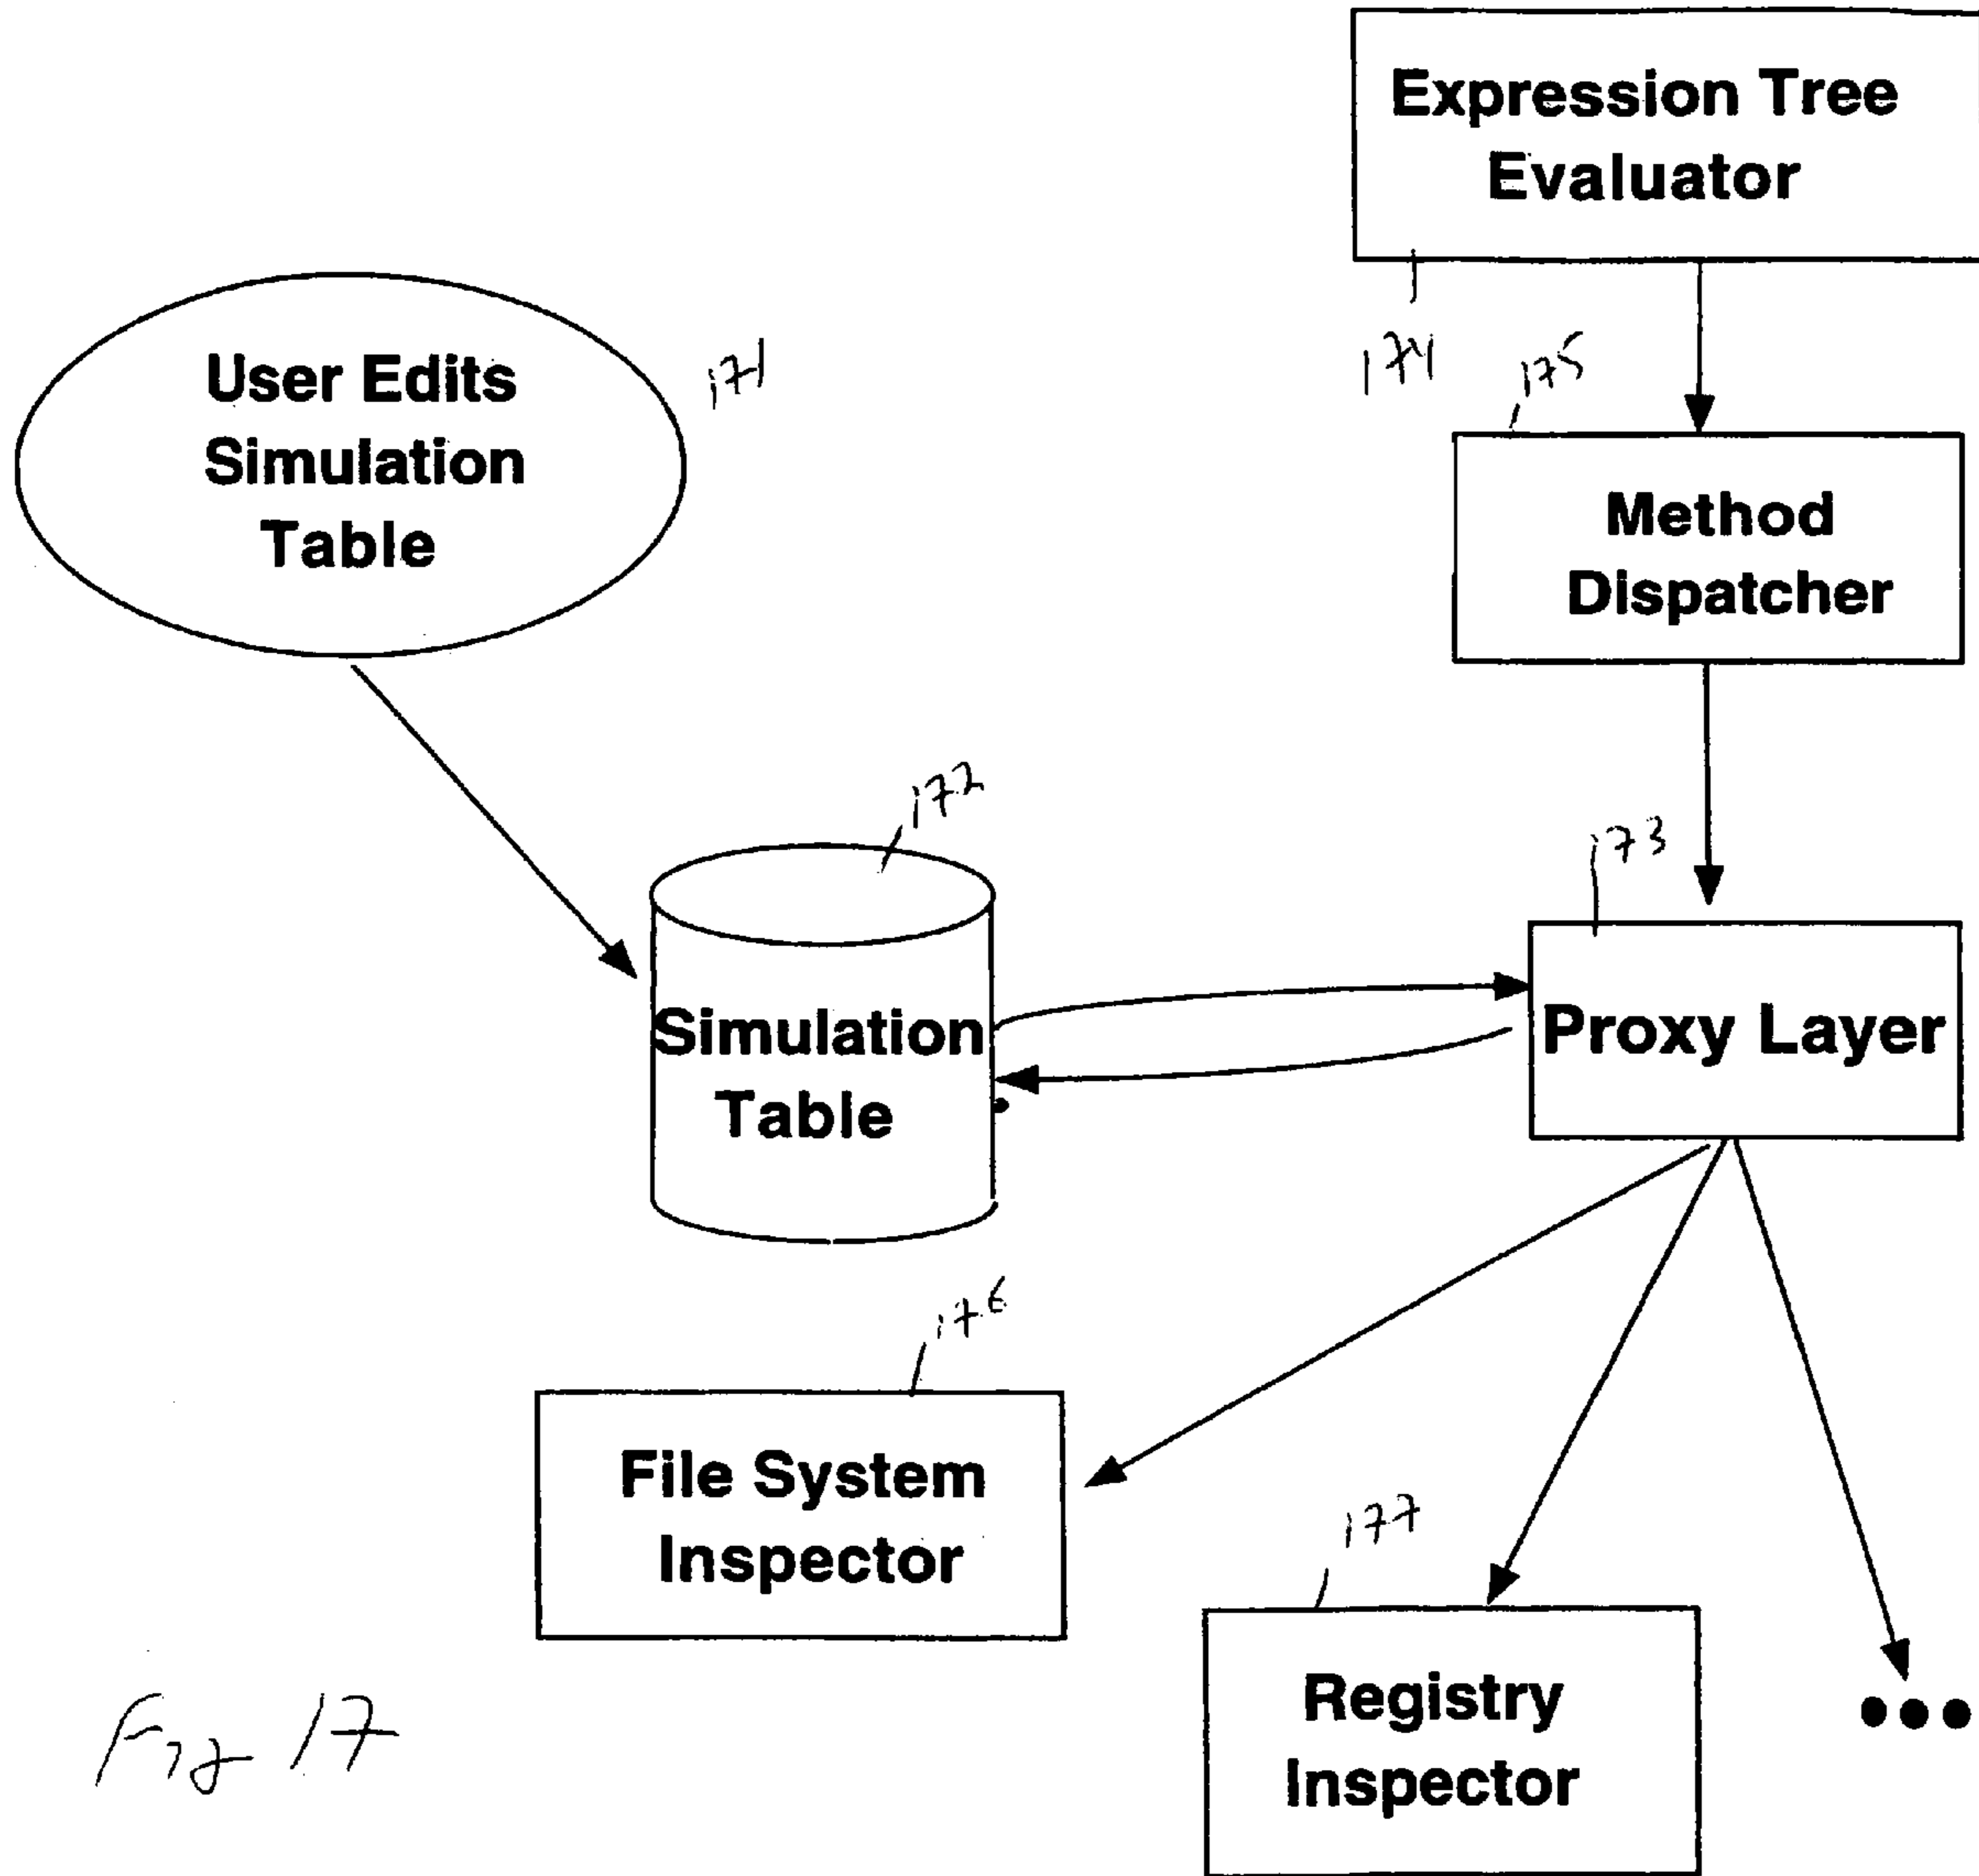 Expression Tree
Evaluator
174
175
User Edits
Simulation
Table
171
Method
Dispatcher
172
173
Simulation
Table
Proxy Layer
176
File System
Inspector
177
Registry
Inspector
•••
Fig 17